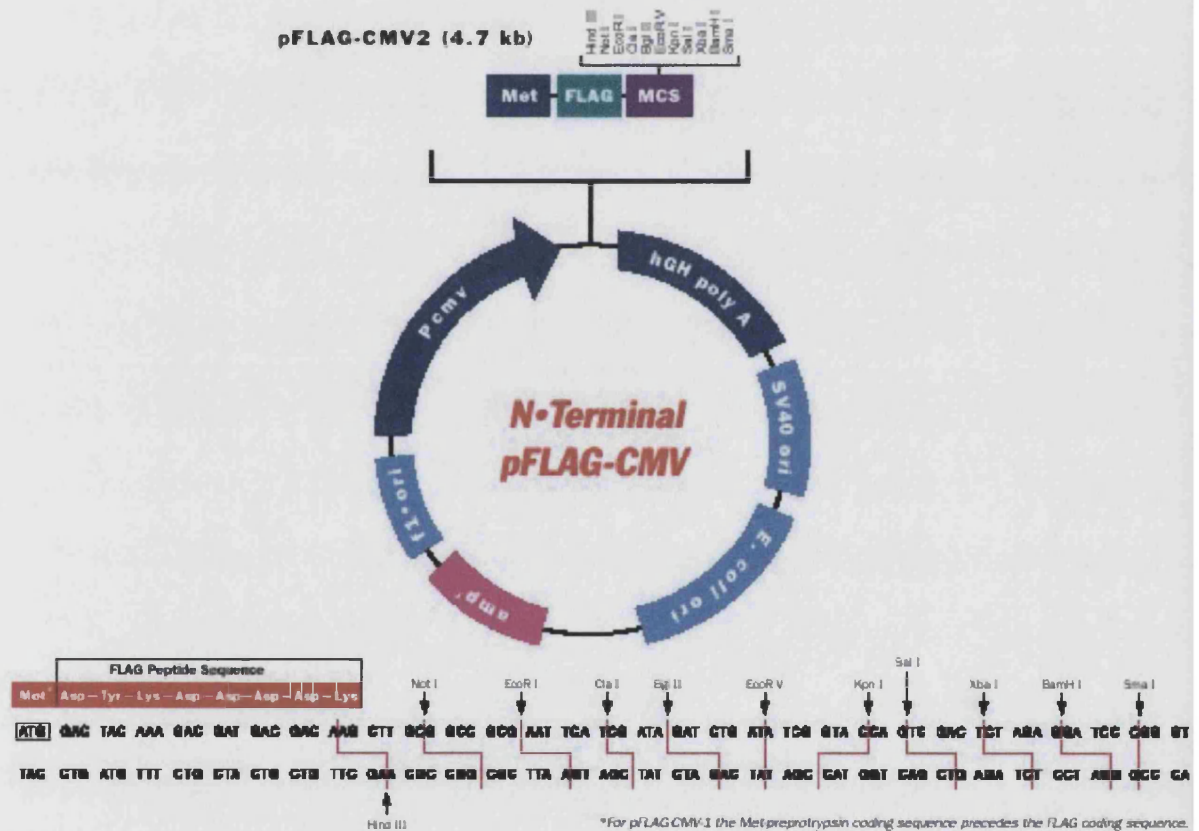 pFLAG-CMV2 (4.7 kb)
Hind III
Not I
EcoR I
Cla I
Bgl II
EcoR V
Kpn I
Sal I
Xba I
BamH I
Sma I
Met FLAG MCS
Pcmv
hGH poly A
SV40 ori
E. coli ori
amp r
f1 ori
N•Terminal
pFLAG-CMV
FLAG Peptide Sequence
Met* Asp – Tyr – Lys – Asp – Asp – Asp – Asp – Lys
Not I EcoR I Cla I Bgl II EcoR V Kpn I Sal I Xba I BamH I Sma I
ATG GAC TAC AAA GAC GAT GAC GAC AAG CTT GCG GCC GCG AAT TCA TCG ATA GAT CTG ATA TCG GTA CCA GTC GAC TCT AGA GGA TCC CGG GT
TAC CTG ATG TTT CTG CTA CTG CTG TTC GAA CGC CGG CGC TTA AGT AGC TAT CTA GAC TAT AGC CAT GGT CAG CTG AGA TCT CCT AGG GCC CA
Hind III
*For pFLAG-CMV-1 the Met-preprotrypsin coding sequence precedes the FLAG coding sequence.